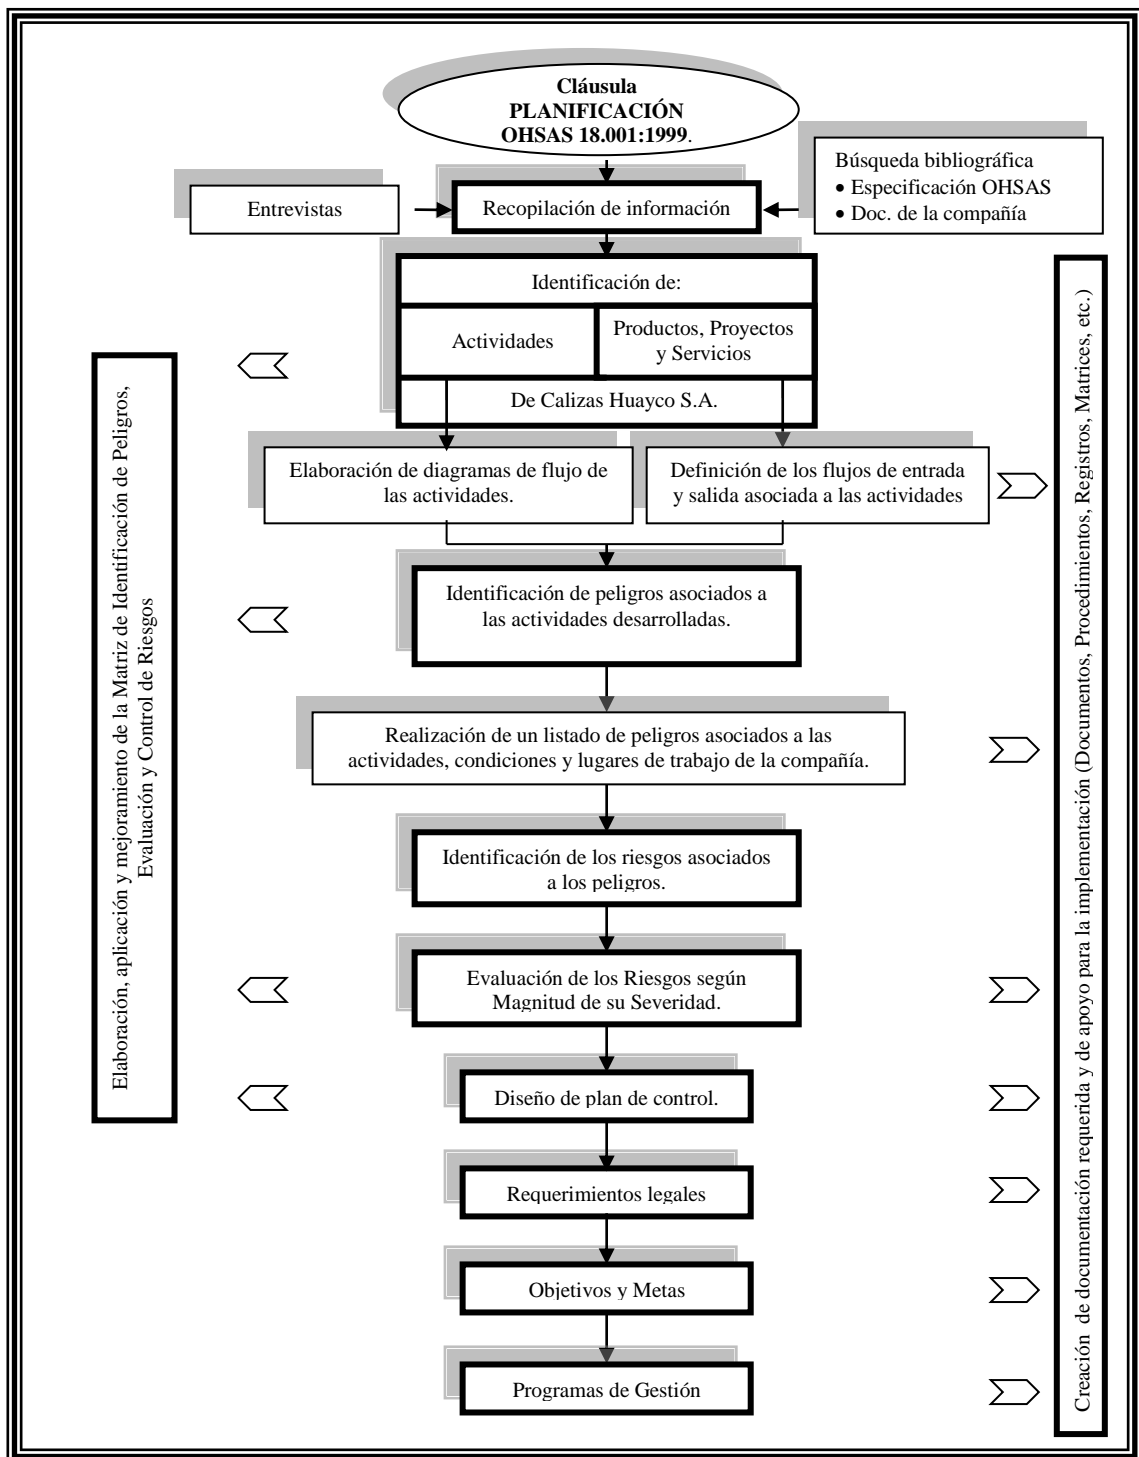 Cláusula
PLANIFICACIÓN
OHSAS 18.001:1999.
Búsqueda bibliográfica
• Especificación OHSAS
• Doc. de la compañía
Entrevistas
Recopilación de información
Identificación de:
Actividades
Productos, Proyectos
y Servicios
De Calizas Huayco S.A.
Elaboración de diagramas de flujo de
las actividades.
Definición de los flujos de entrada
y salida asociada a las actividades
Identificación de peligros asociados a
las actividades desarrolladas.
Realización de un listado de peligros asociados a las
actividades, condiciones y lugares de trabajo de la compañía.
Identificación de los riesgos asociados
a los peligros.
Evaluación de los Riesgos según
Magnitud de su Severidad.
Diseño de plan de control.
Requerimientos legales
Objetivos y Metas
Programas de Gestión
Elaboración, aplicación y mejoramiento de la Matriz de Identificación de Peligros,
Evaluación y Control de Riesgos
Creación de documentación requerida y de apoyo para la implementación (Documentos, Procedimientos, Registros, Matrices, etc.)